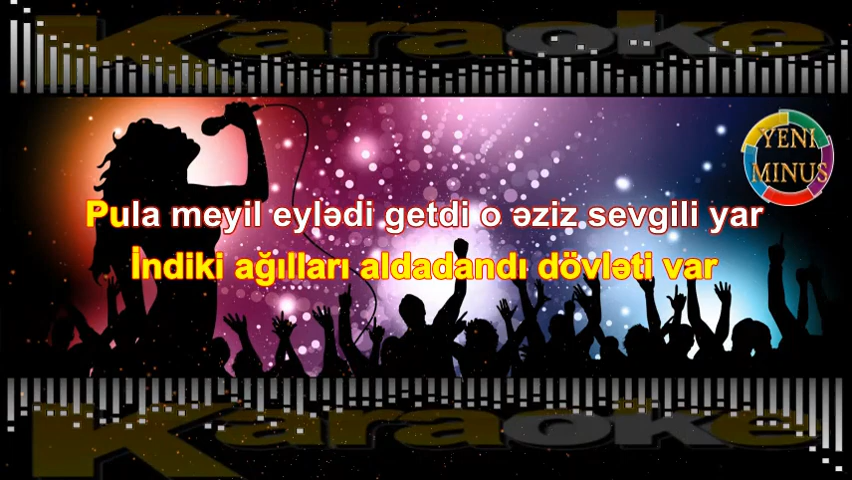 Karaoke
YENI
MINUS
Pula meyil eylədi getdi o əziz sevgili yar
İndiki ağılları aldadandı dövləti var
Karaoke